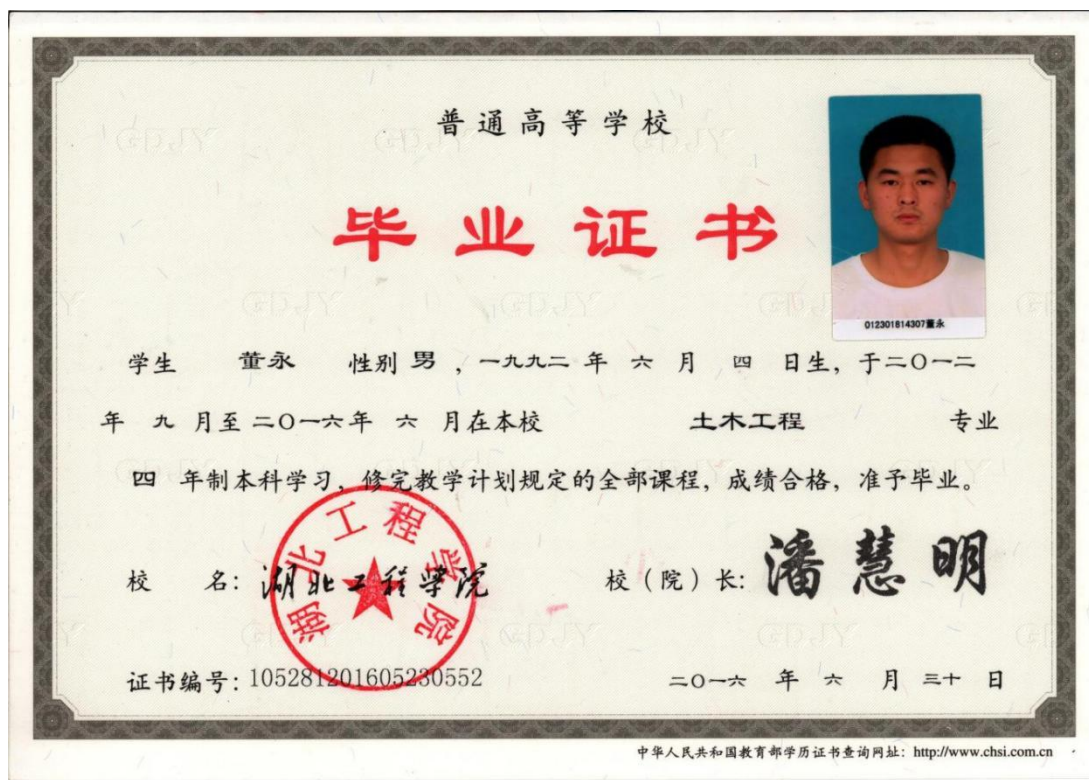 普通高等学校
毕业证书
012301814307董永
学生 董永 性别 男 ,一九九二 年 六 月 四 日生，于二〇一二
年 九 月至 二〇一六年 六 月在本校 土木工程 专业
四 年制本科学习，修完教学计划规定的全部课程，成绩合格，准予毕业。
湖北工程学院
校 名：湖北工程学院 校（院）长：潘慧明
证书编号：105281201605230552 二〇一六 年 六 月 三十 日
中华人民共和国教育部学历证书查询网址：http://www.chsi.com.cn
GDJY GDJY
GDJY GDJY
GDJY GDJY
GDJY GDJY